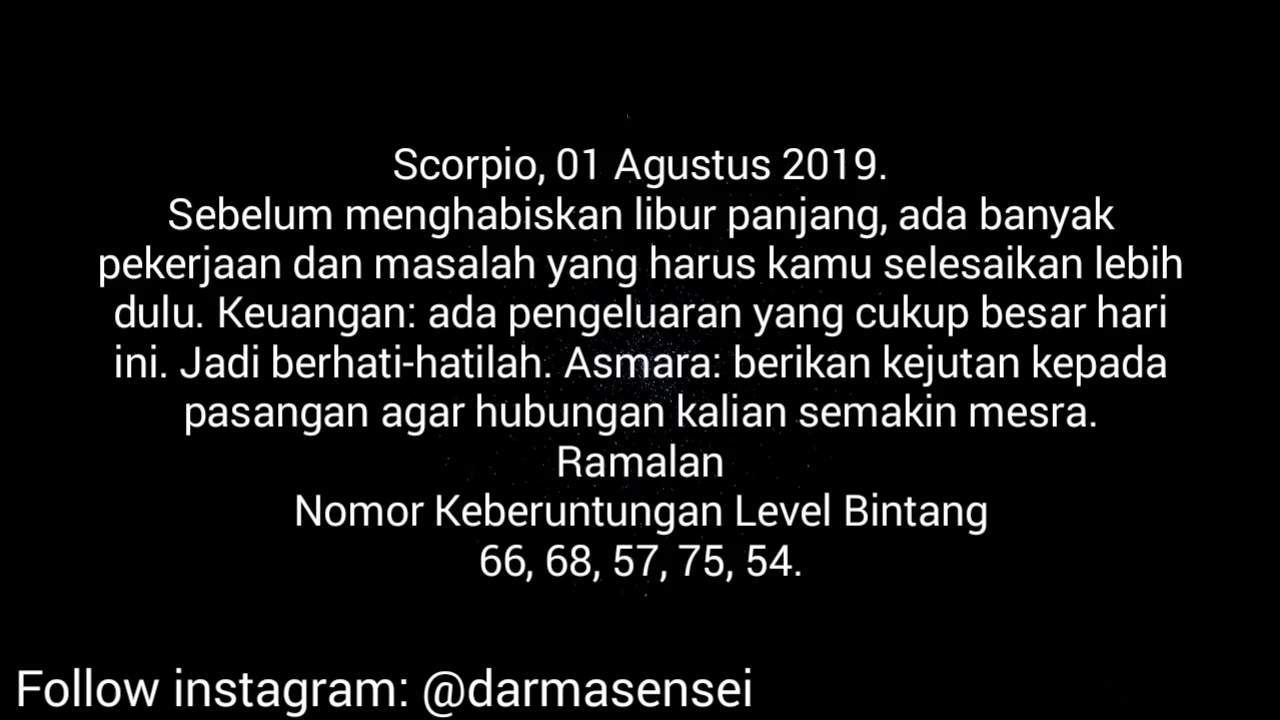 Scorpio, 01 Agustus 2019.
Sebelum menghabiskan libur panjang, ada banyak
pekerjaan dan masalah yang harus kamu selesaikan lebih
dulu. Keuangan: ada pengeluaran yang cukup besar hari
ini. Jadi berhati-hatilah. Asmara: berikan kejutan kepada
pasangan agar hubungan kalian semakin mesra.
Ramalan
Nomor Keberuntungan Level Bintang
66, 68, 57, 75, 54.
Follow instagram: @darmasensei